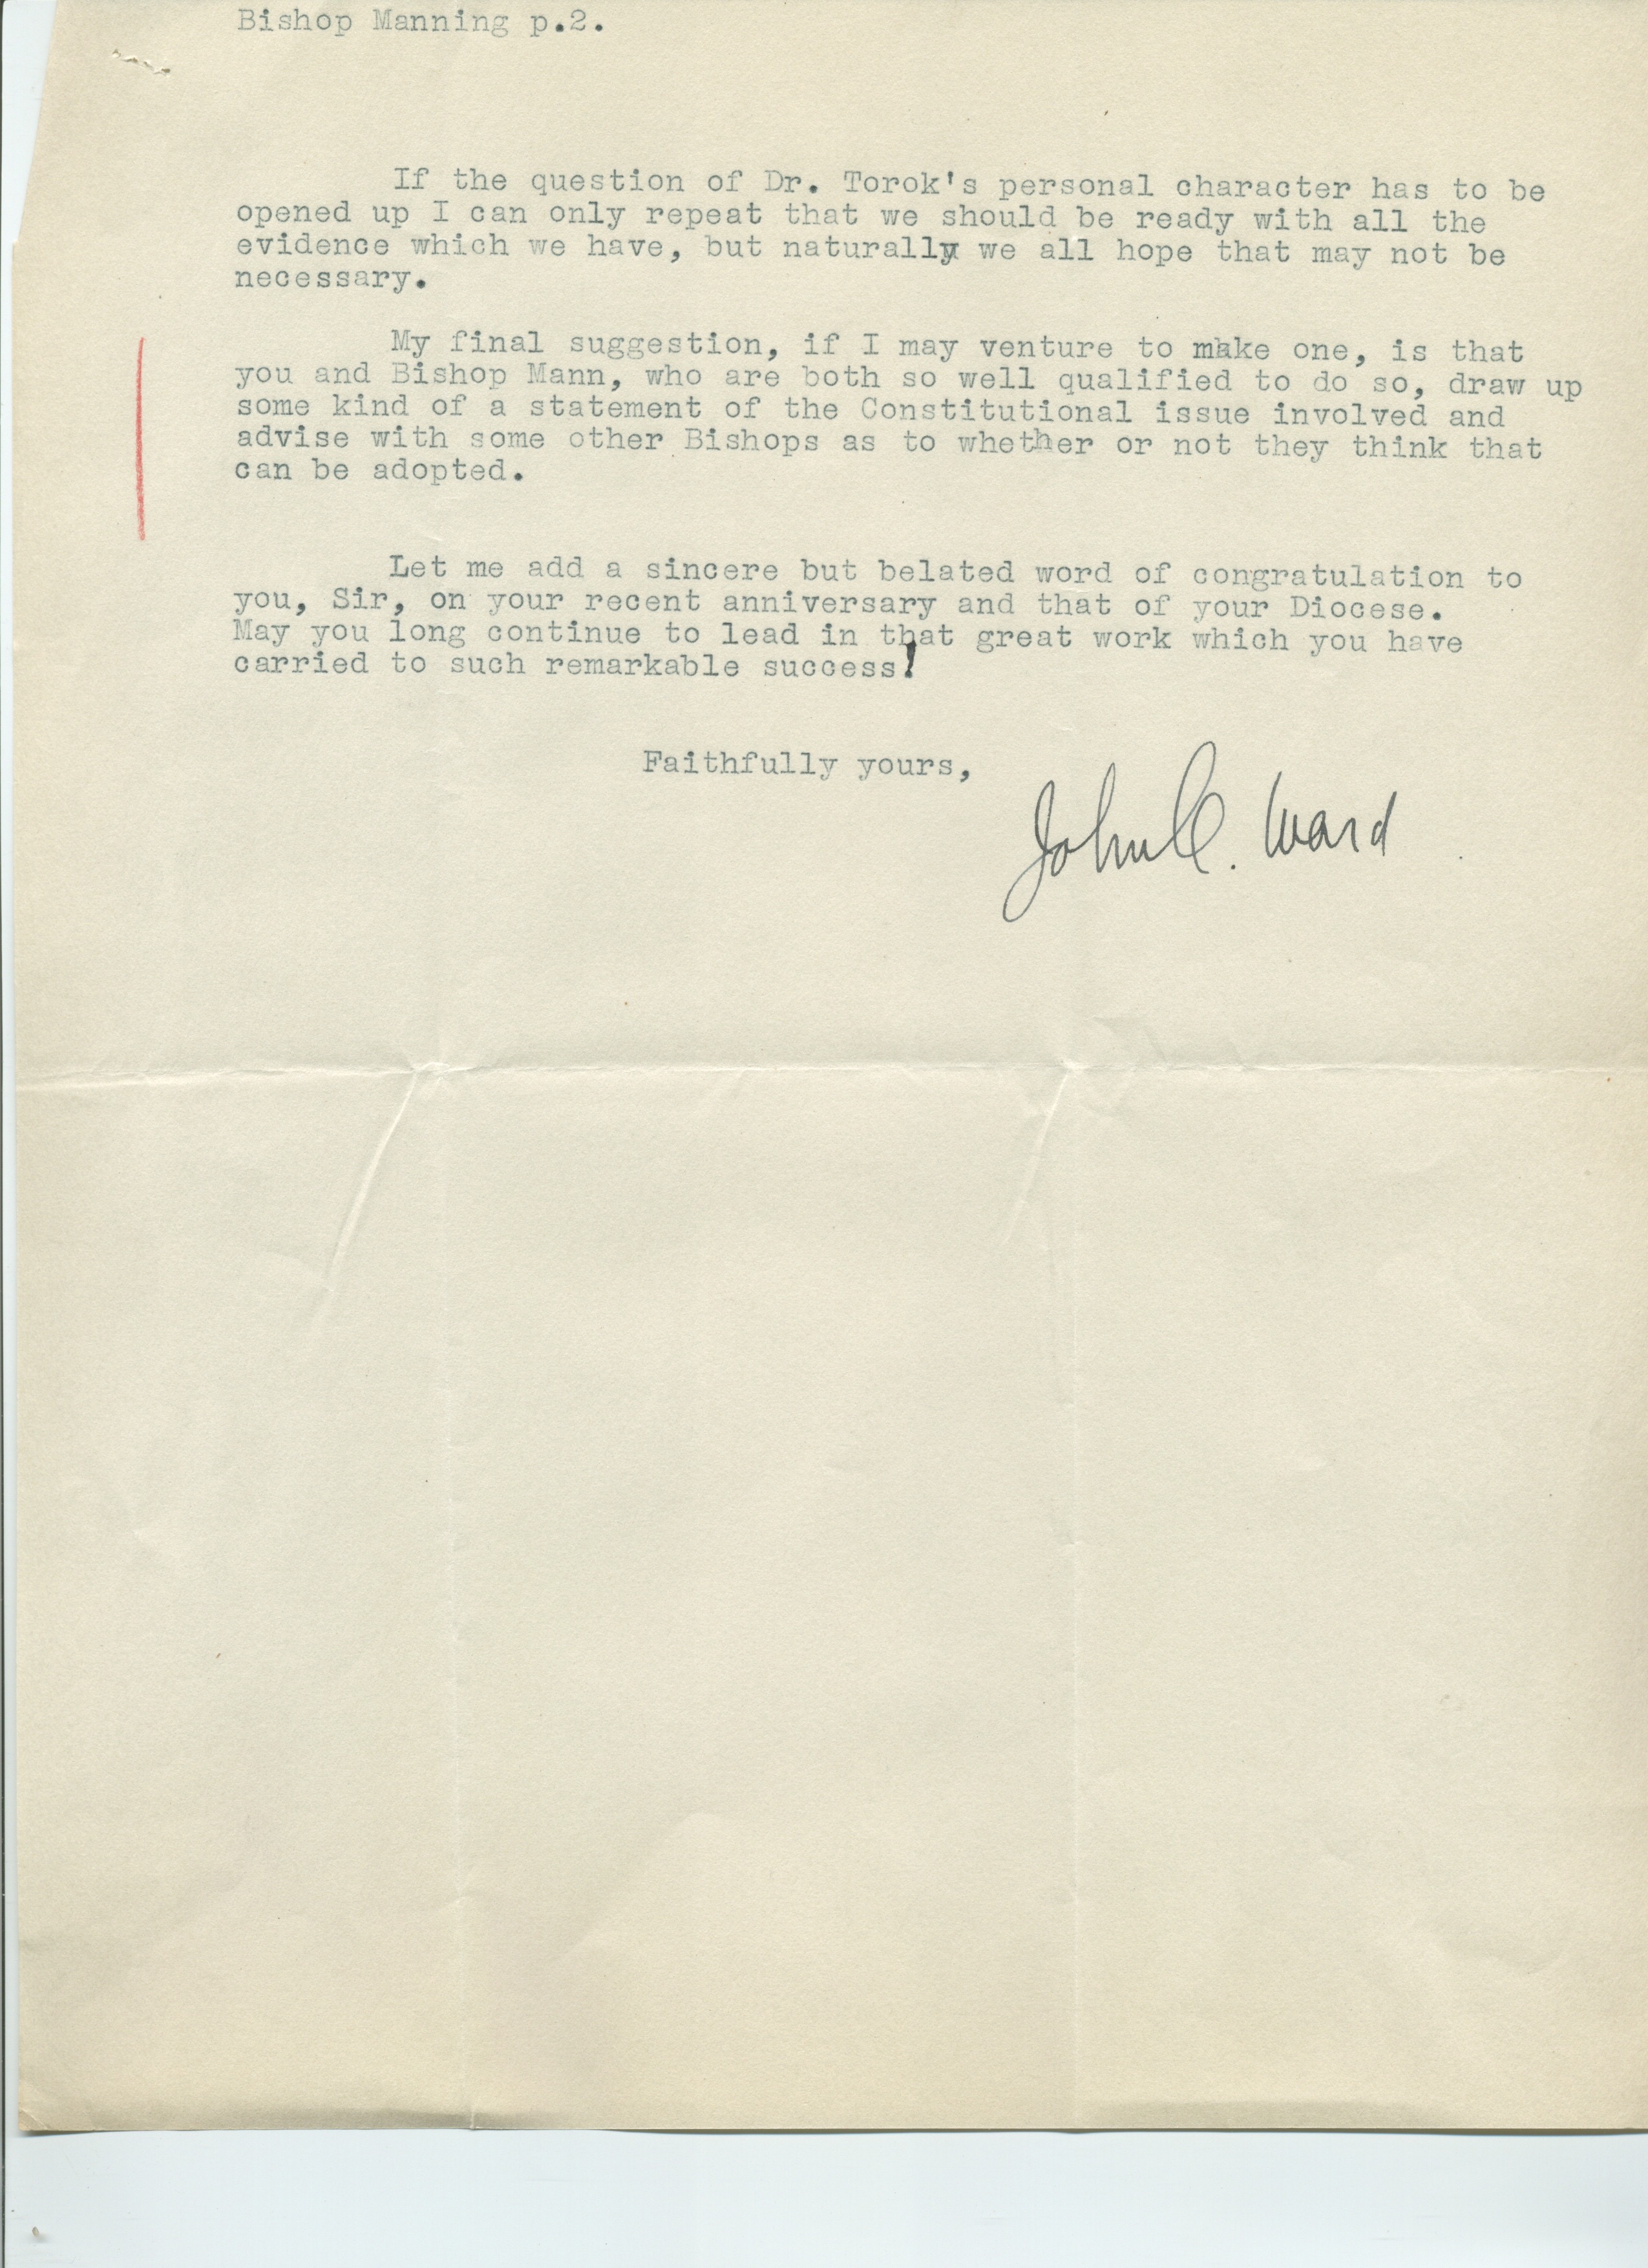 Bishop Manning p.2.
If the question of Dr. Torok's personal character has to be
opened up I can only repeat that we should be ready with all the
evidence which we have, but naturally we all hope that may not be
necessary.
My final suggestion, if I may venture to make one, is that
you and Bishop Mann, who are both so well qualified to do so, draw up
some kind of a statement of the Constitutional issue involved and
advise with some other Bishops as to whether or not they think that
can be adopted.
Let me add a sincere but belated word of congratulation to
you, Sir, on your recent anniversary and that of your Diocese.
May you long continue to lead in that great work which you have
carried to such remarkable success!
Faithfully yours,
John C. Ward